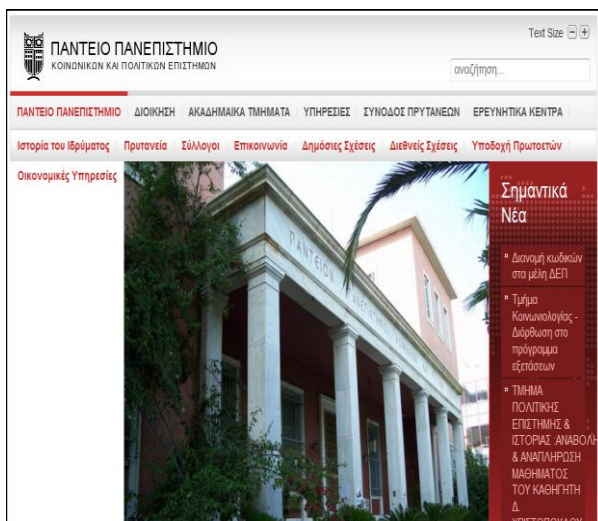 Text Size - +
ΠΑΝΤΕΙΟ ΠΑΝΕΠΙΣΤΗΜΙΟ
ΚΟΙΝΩΝΙΚΩΝ ΚΑΙ ΠΟΛΙΤΙΚΩΝ ΕΠΙΣΤΗΜΩΝ
αναζήτηση...
ΠΑΝΤΕΙΟ ΠΑΝΕΠΙΣΤΗΜΙΟ ΔΙΟΙΚΗΣΗ ΑΚΑΔΗΜΑΙΚΑ ΤΜΗΜΑΤΑ ΥΠΗΡΕΣΙΕΣ ΣΥΝΟΔΟΣ ΠΡΥΤΑΝΕΩΝ ΕΡΕΥΝΗΤΙΚΑ ΚΕΝΤΡΑ
Ιστορία του Ιδρύματος Πρυτανεία Σύλλογοι Επικοινωνία Δημόσιες Σχέσεις Διεθνείς Σχέσεις Υποδοχή Πρωτοετών
Οικονομικές Υπηρεσίες
ΠΑΝΤΕΙΟΝ ΠΑΝΕΠΙΣΤΗΜΙΟ
Σημαντικά
Νέα
Διανομή κωδικών
στα μέλη ΔΕΠ
Τμήμα
Κοινωνιολογίας -
Διόρθωση στο
πρόγραμμα
εξετάσεων
ΤΜΗΜΑ
ΠΟΛΙΤΙΚΗΣ
ΕΠΙΣΤΗΜΗΣ &
ΙΣΤΟΡΙΑΣ :ΑΝΑΒΟΛΗ
& ΑΝΑΠΛΗΡΩΣΗ
ΜΑΘΗΜΑΤΟΣ
ΤΟΥ ΚΑΘΗΓΗΤΗ
Δ.